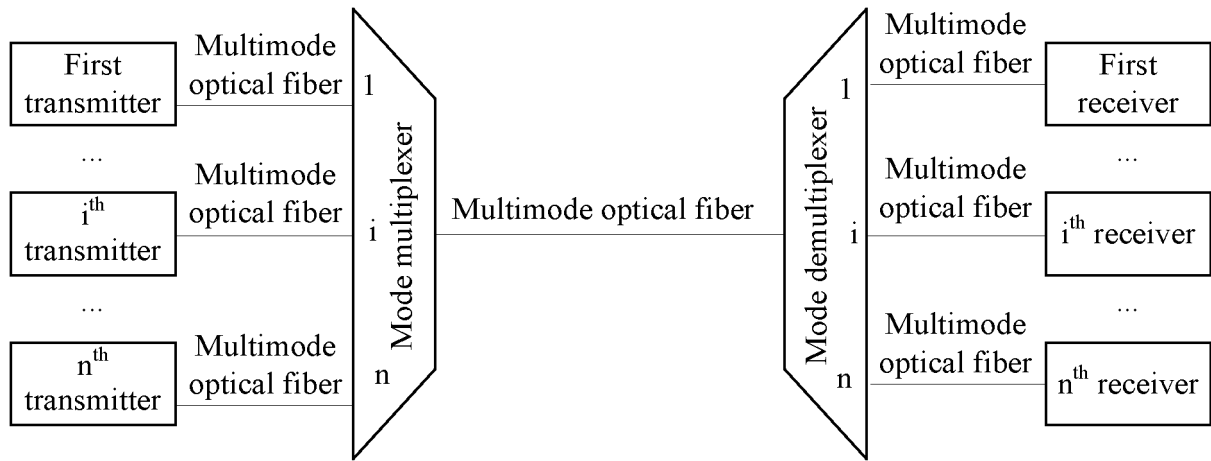 First
transmitter
Multimode
optical fiber
1
...
i^th
transmitter
Multimode
optical fiber
i
...
n^th
transmitter
Multimode
optical fiber
n
Mode multiplexer
Multimode optical fiber
Mode demultiplexer
1
Multimode
optical fiber
First
receiver
...
i
Multimode
optical fiber
i^th receiver
...
n
Multimode
optical fiber
n^th receiver